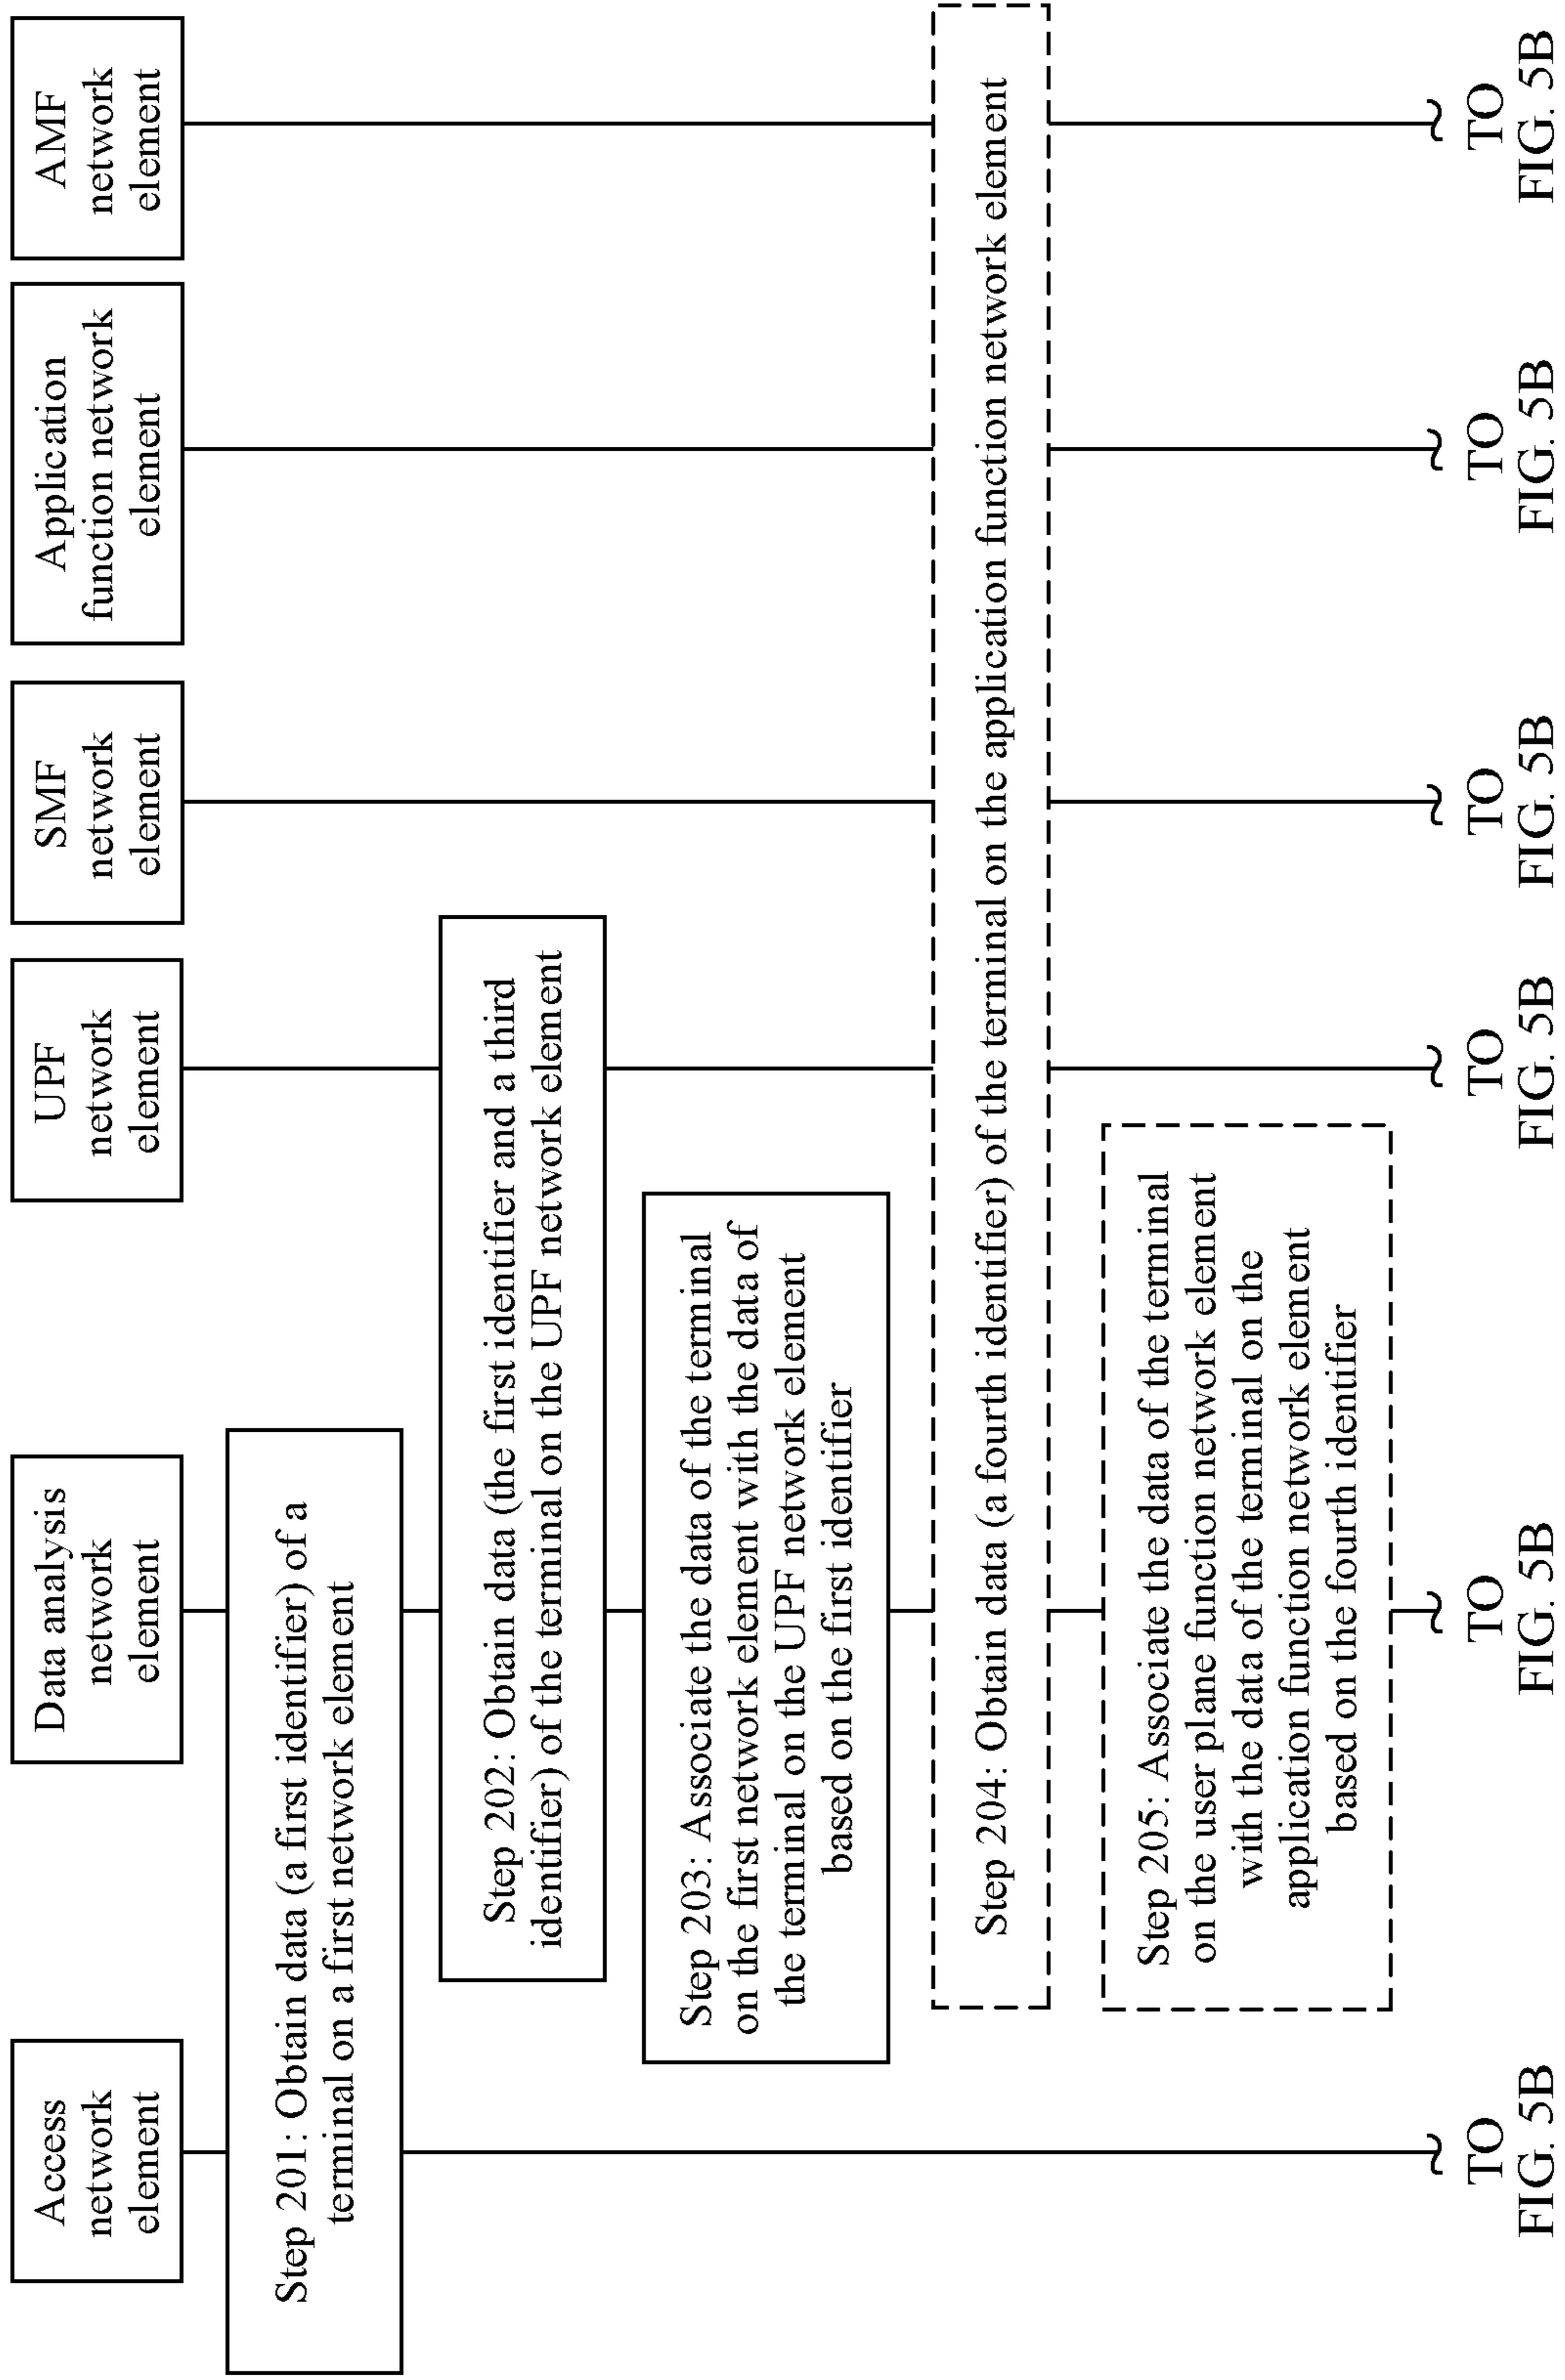 Access
network
element
Data analysis
network
element
UPF
network
element
SMF
network
element
Application
function network
element
AMF
network
element
Step 201: Obtain data (a first identifier) of a
terminal on a first network element
Step 202: Obtain data (the first identifier and a third
identifier) of the terminal on the UPF network element
Step 203: Associate the data of the terminal
on the first network element with the data of
the terminal on the UPF network element
based on the first identifier
Step 204: Obtain data (a fourth identifier) of the terminal on the application function network element
Step 205: Associate the data of the terminal
on the user plane function network element
with the data of the terminal on the
application function network element
based on the fourth identifier
TO
FIG. 5B
TO
FIG. 5B
TO
FIG. 5B
TO
FIG. 5B
TO
FIG. 5B
TO
FIG. 5B